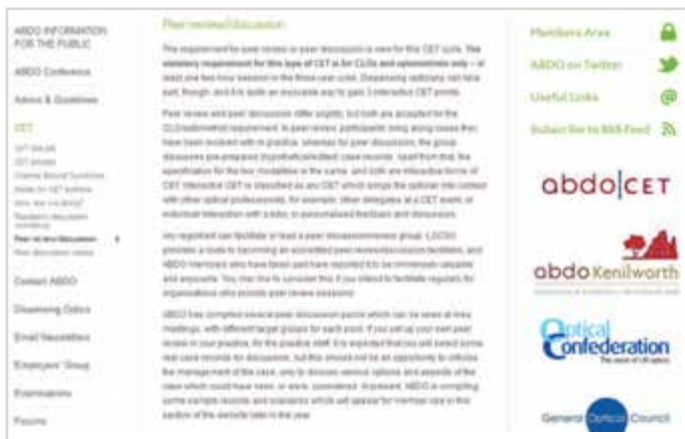 ABDO INFORMATION
FOR THE PUBLIC
ABDO Conference
Advice & Guidelines
CET
Peer review/discussion
Contact ABDO
Dispensing Optics
Email Newsletters
Employers' Group
Examinations
Forums
Peer review/discussion
The requirement for peer review or peer discussion is new for this CET cycle. The
statutory requirement for this type of CET is for CLOs and optometrists only – at
least one two hour session in the three-year cycle. Dispensing opticians can take
part, though, and it is quite an enjoyable way to gain 3 interactive CET points.
Peer review and peer discussion differ slightly, but both are accepted for the
CLO/optometrist requirement. In peer review, participants bring along cases they
have been involved with in practice, whereas for peer discussion, the group
discusses pre-prepared (hypothetical/edited) case records. Apart from that, the
specification for the two modalities is the same, and both are interactive forms of
CET. Interactive CET is classified as any CET which brings the optician into contact
with other optical professionals, for example, other delegates at a CET event, or
individual interaction with a tutor, or personalised feedback and discussion.
Any registrant can facilitate or lead a peer discussion/review group. LOCSU
provides a route to becoming an accredited peer review/discussion facilitator, and
ABDO members who have taken part have reported it to be immensely valuable
and enjoyable. You may like to consider this if you intend to facilitate regularly for
organisations who provide peer review sessions.
ABDO has compiled several peer discussion packs which can be used at Area
meetings, with different target groups for each pack. If you set up your own peer
review in your practice, for the practice staff, it is expected that you will select some
real case records for discussion, but this should not be an opportunity to criticise
the management of the case, only to discuss various options and aspects of the
case which could have been, or were, considered. At present, ABDO is compiling
some sample records and scenarios which will appear for member use in this
section of the website later in the year.
Members Area
ABDO on Twitter
Useful Links
Subscribe to RSS Feed
abdo|CET
abdo Kenilworth
Optical
Confederation
General Optical Council